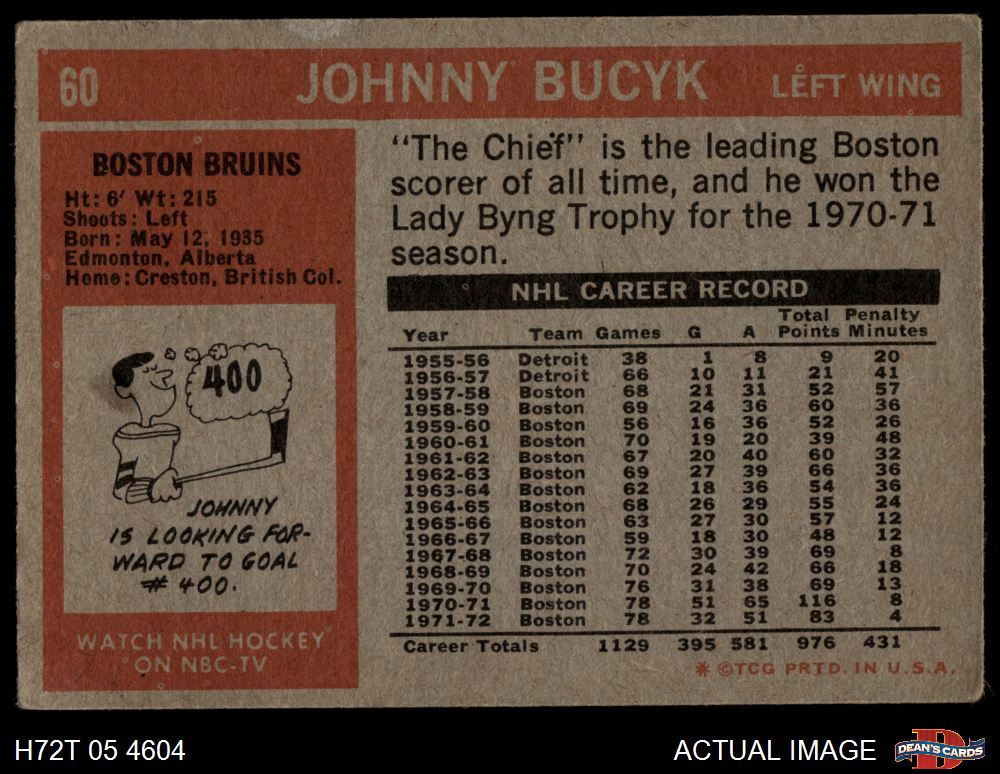 60 JOHNNY BUCYK LEFT WING
BOSTON BRUINS
Ht: 6' Wt: 215
Shoots: Left
Born: May 12, 1935
Edmonton, Alberta
Home: Creston, British Col.
400
JOHNNY
IS LOOKING FOR-
WARD TO GOAL
# 400.
WATCH NHL HOCKEY
ON NBC-TV
"The Chief" is the leading Boston
scorer of all time, and he won the
Lady Byng Trophy for the 1970-71
season.
NHL CAREER RECORD
Total Penalty
Year Team Games G A Points Minutes
1955-56 Detroit 38 1 8 9 20
1956-57 Detroit 66 10 11 21 41
1957-58 Boston 68 21 31 52 57
1958-59 Boston 69 24 36 60 36
1959-60 Boston 56 16 36 52 26
1960-61 Boston 70 19 20 39 48
1961-62 Boston 67 20 40 60 32
1962-63 Boston 69 27 39 66 36
1963-64 Boston 62 18 36 54 36
1964-65 Boston 68 26 29 55 24
1965-66 Boston 63 27 30 57 12
1966-67 Boston 59 18 30 48 12
1967-68 Boston 72 30 39 69 8
1968-69 Boston 70 24 42 66 18
1969-70 Boston 76 31 38 69 13
1970-71 Boston 78 51 65 116 8
1971-72 Boston 78 32 51 83 4
Career Totals 1129 395 581 976 431
* ©TCG PRTD. IN U.S.A.
H72T 05 4604
ACTUAL IMAGE
D
DEAN'S CARDS